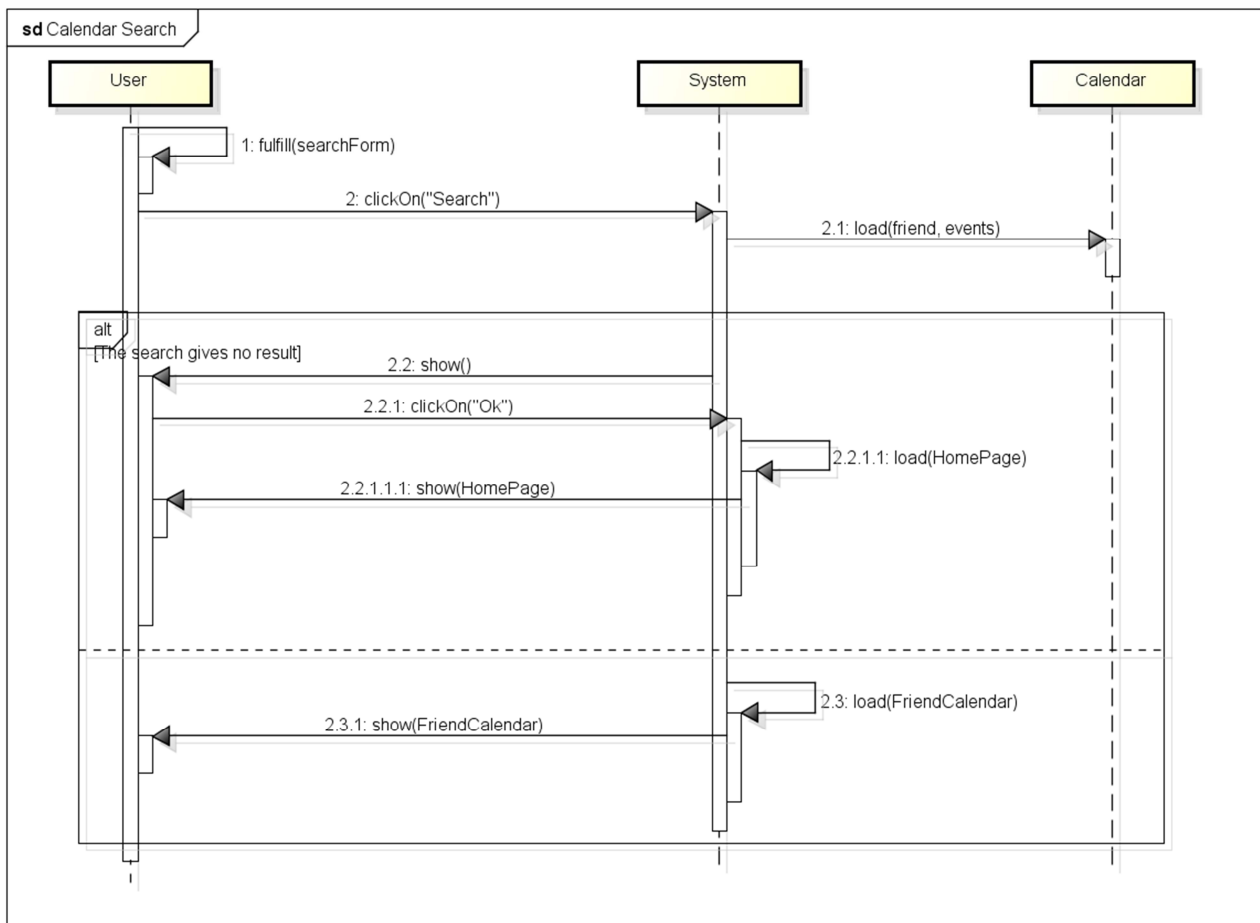 sd Calendar Search
User
System
Calendar
1: fulfill(searchForm)
2: clickOn("Search")
2.1: load(friend, events)
alt
[The search gives no result]
2.2: show()
2.2.1: clickOn("Ok")
2.2.1.1: load(HomePage)
2.2.1.1.1: show(HomePage)
2.3: load(FriendCalendar)
2.3.1: show(FriendCalendar)